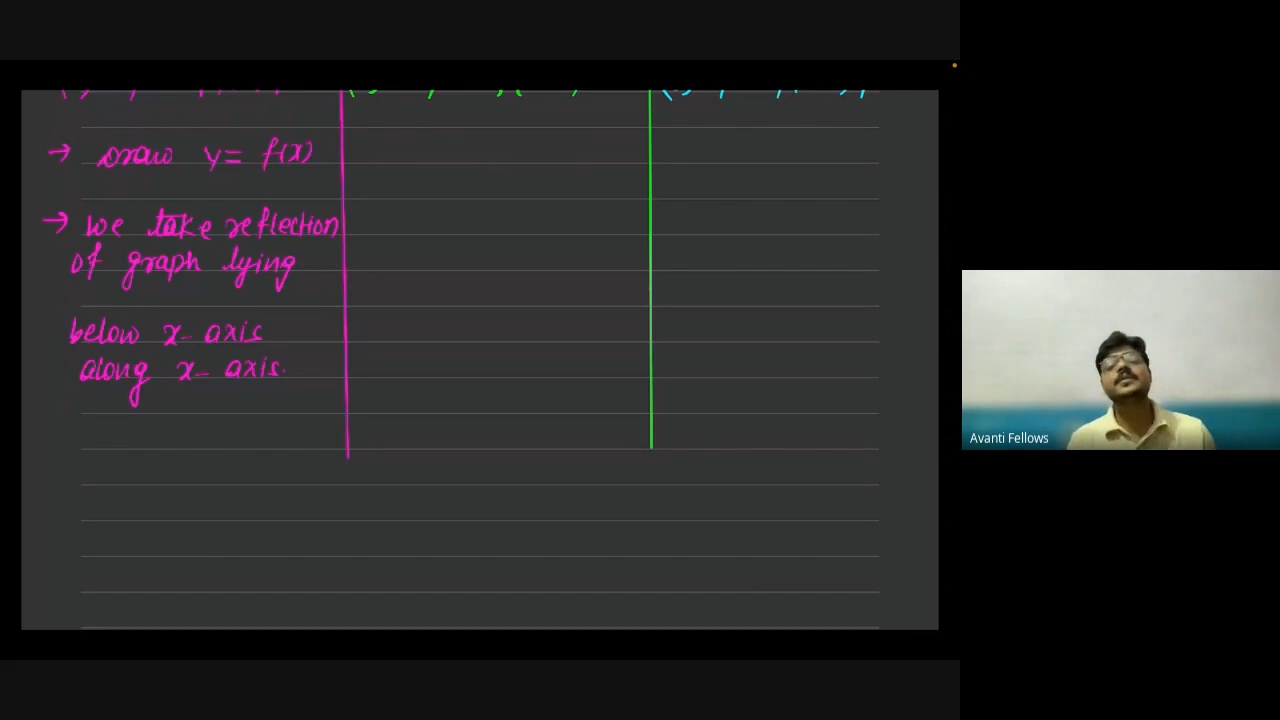 → Draw y = f(x)
→ we take reflection
of graph lying
below x- axis
along x- axis.
Avanti Fellows